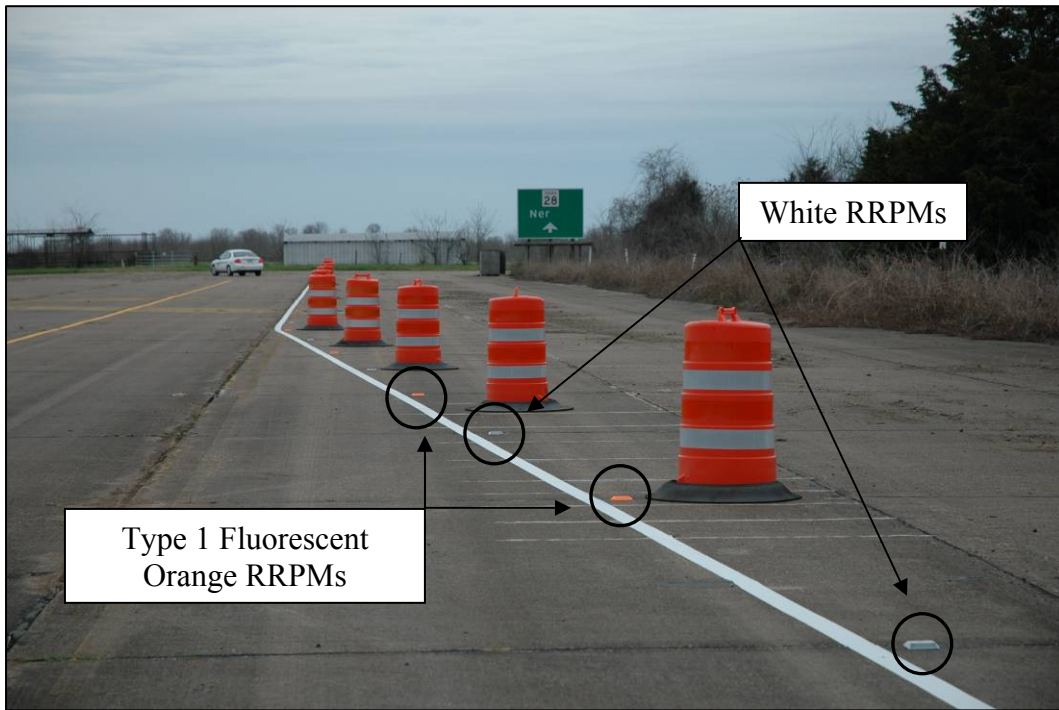 28
Ner
White RRPMs
Type 1 Fluorescent
Orange RRPMs